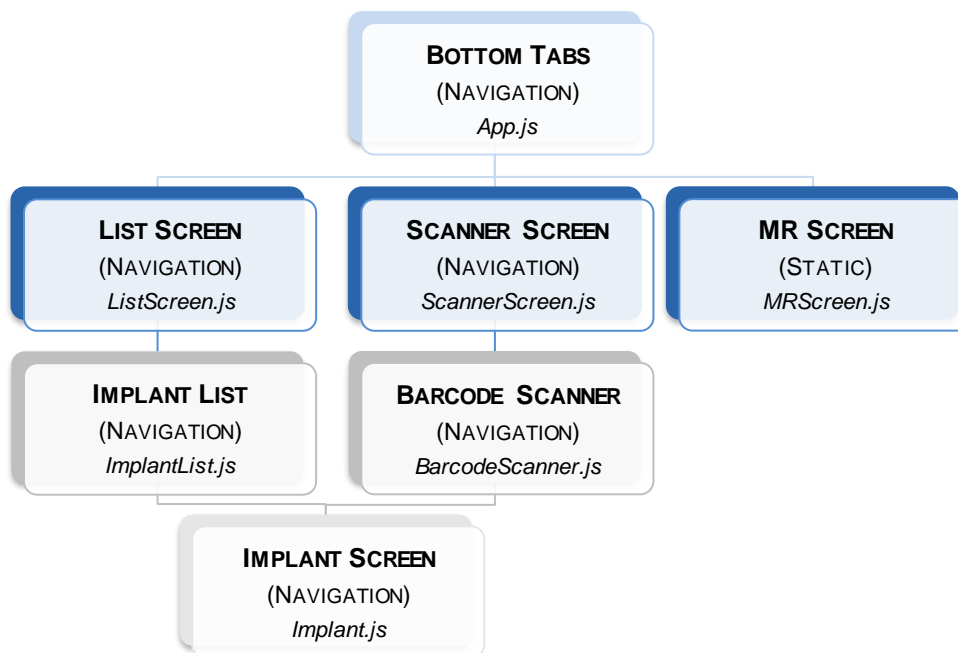 BOTTOM TABS
(NAVIGATION)
App.js
LIST SCREEN
(NAVIGATION)
ListScreen.js
SCANNER SCREEN
(NAVIGATION)
ScannerScreen.js
MR SCREEN
(STATIC)
MRScreen.js
IMPLANT LIST
(NAVIGATION)
ImplantList.js
BARCODE SCANNER
(NAVIGATION)
BarcodeScanner.js
IMPLANT SCREEN
(NAVIGATION)
Implant.js